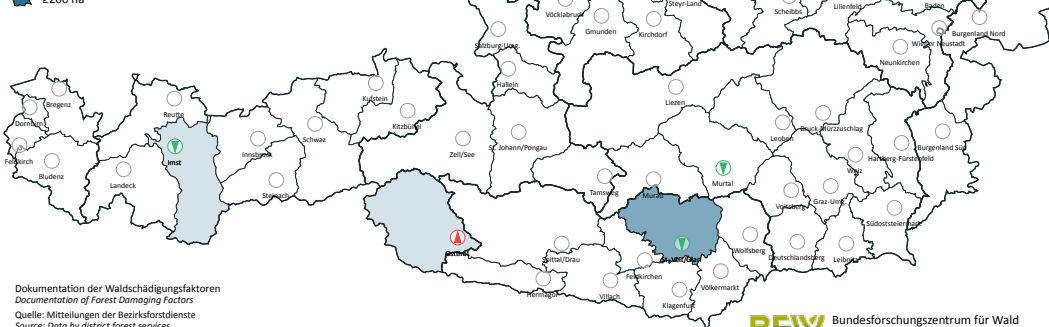 ≥200 ha
Vöcklabruck
Gmunden
Steyr-Land
Kirchdorf
Scheibbs
Lilienfeld
Baden
Wiener Neustadt
Burgenland Nord
Neunkirchen
Salzburg-Umg.
Hallein
Liezen
Bregenz
Dornbirn
Feldkirch
Bludenz
Reutte
Imst
Landeck
Innsbruck
Steinach
Schwaz
Kufstein
Kitzbühel
Zell/See
St. Johann/Pongau
Tamsweg
Murau
Murtal
Leoben
Bruck-Mürzzuschlag
Weiz
Hartberg-Fürstenfeld
Burgenland Süd
Voitsberg
Graz-Umg.
Südoststeiermark
Osttirol
Spittal/Drau
Hermagor
Villach
Feldkirchen
St. Veit/Glan
Klagenfurt
Völkermarkt
Wolfsberg
Deutschlandsberg
Leibnitz
Dokumentation der Waldschädigungsfaktoren
Documentation of Forest Damaging Factors
Quelle: Mitteilungen der Bezirksforstdienste
Source: Data by district forest services
BFW
Bundesforschungszentrum für Wald